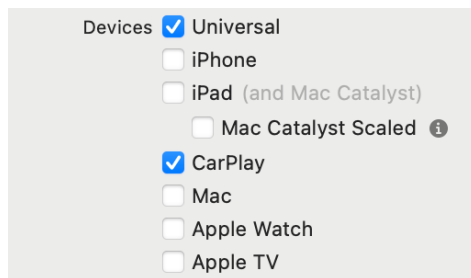 Devices Universal
iPhone
iPad (and Mac Catalyst)
Mac Catalyst Scaled
CarPlay
Mac
Apple Watch
Apple TV